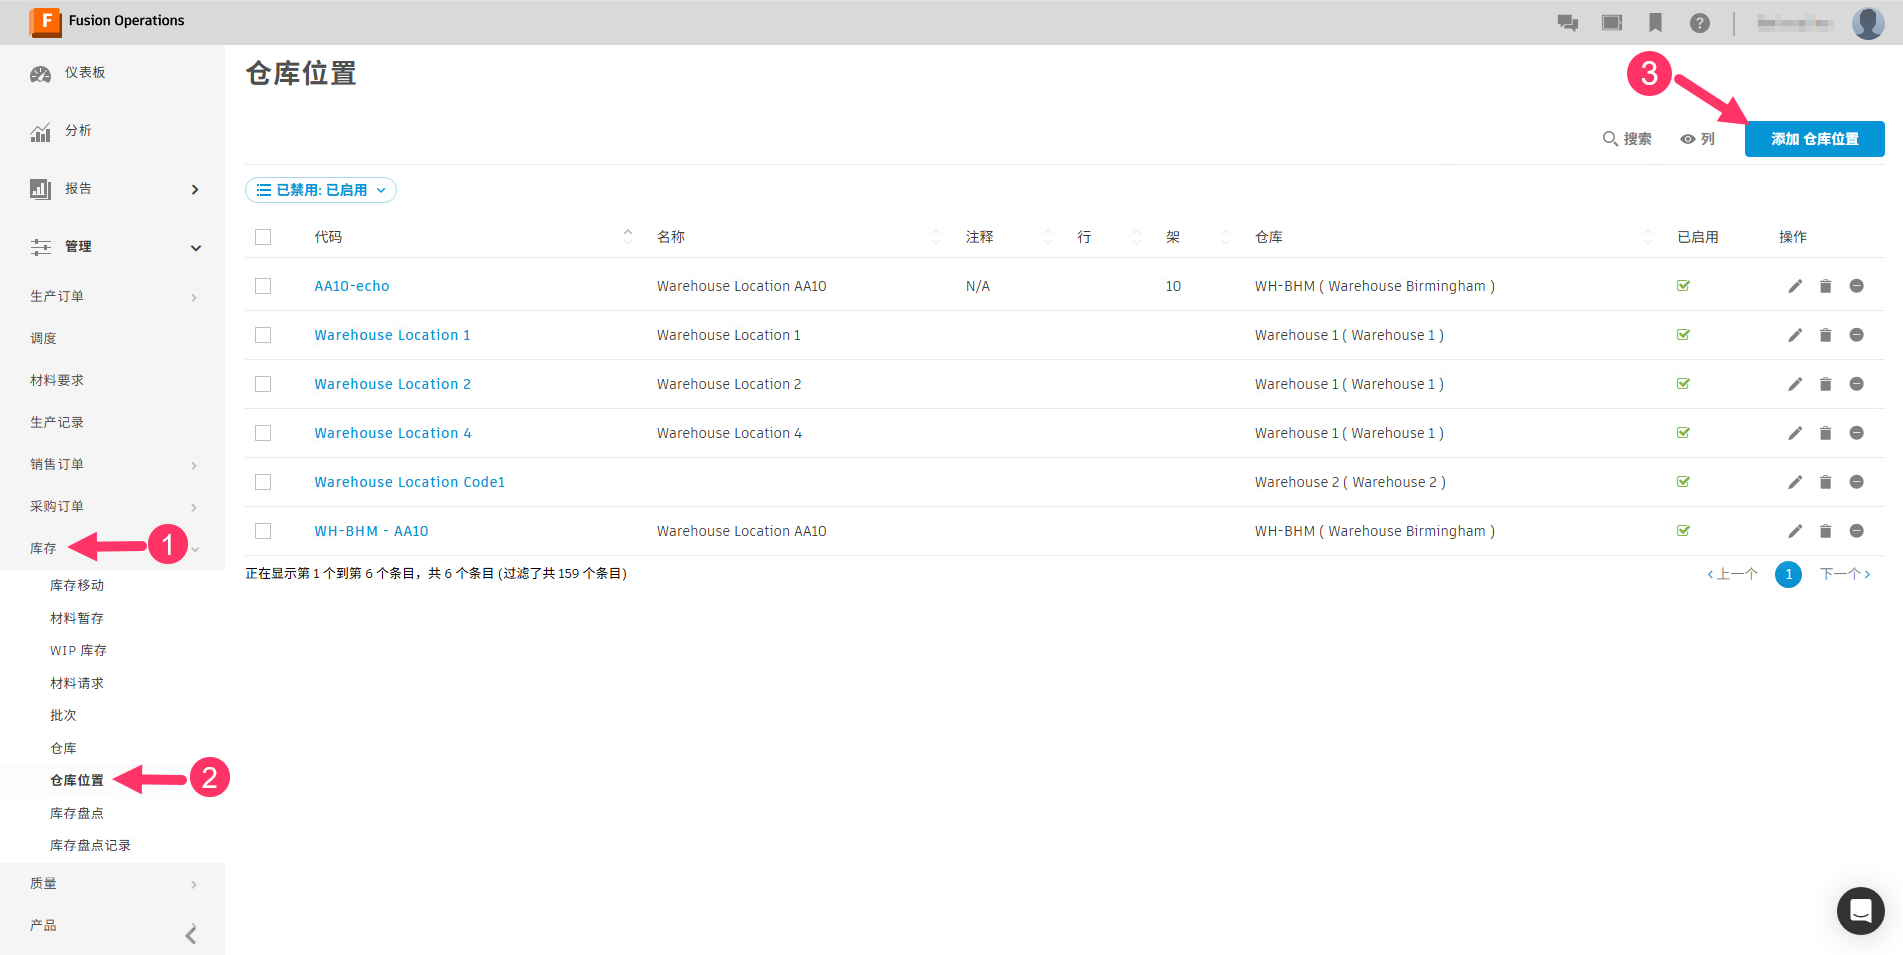 F Fusion Operations
仪表板
分析
报告
管理
生产订单
调度
材料要求
生产记录
销售订单
采购订单
库存 1
库存移动
材料暂存
WIP 库存
材料请求
批次
仓库
仓库位置 2
库存盘点
库存盘点记录
质量
产品
仓库位置
3
搜索 列 添加 仓库位置
已禁用: 已启用
代码 名称 注释 行 架 仓库 已启用 操作
AA10-echo Warehouse Location AA10 N/A 10 WH-BHM ( Warehouse Birmingham )
Warehouse Location 1 Warehouse Location 1 Warehouse 1 ( Warehouse 1 )
Warehouse Location 2 Warehouse Location 2 Warehouse 1 ( Warehouse 1 )
Warehouse Location 4 Warehouse Location 4 Warehouse 1 ( Warehouse 1 )
Warehouse Location Code1 Warehouse 2 ( Warehouse 2 )
WH-BHM - AA10 Warehouse Location AA10 WH-BHM ( Warehouse Birmingham )
正在显示第 1 个到第 6 个条目，共 6 个条目 (过滤了共 159 个条目)
上一个 1 下一个